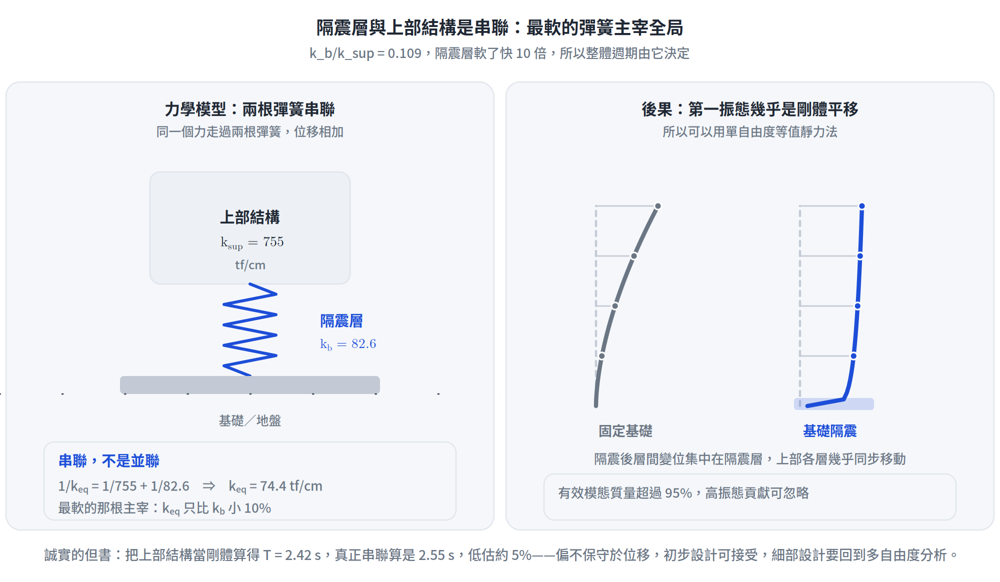 隔震層與上部結構是串聯：最軟的彈簧主宰全局
k_b/k_sup = 0.109，隔震層軟了快 10 倍，所以整體週期由它決定
力學模型：兩根彈簧串聯
同一個力走過兩根彈簧，位移相加
上部結構
k_sup = 755
tf/cm
隔震層
k_b = 82.6
基礎／地盤
串聯，不是並聯
1/k_eq = 1/755 + 1/82.6 ⇒ k_eq = 74.4 tf/cm
最軟的那根主宰：k_eq 只比 k_b 小 10%
後果：第一振態幾乎是剛體平移
所以可以用單自由度等值靜力法
固定基礎
基礎隔震
隔震後層間變位集中在隔震層，上部各層幾乎同步移動
有效模態質量超過 95%，高振態貢獻可忽略
誠實的但書：把上部結構當剛體算得 T = 2.42 s，真正串聯算是 2.55 s，低估約 5%——偏不保守於位移，初步設計可接受，細部設計要回到多自由度分析。